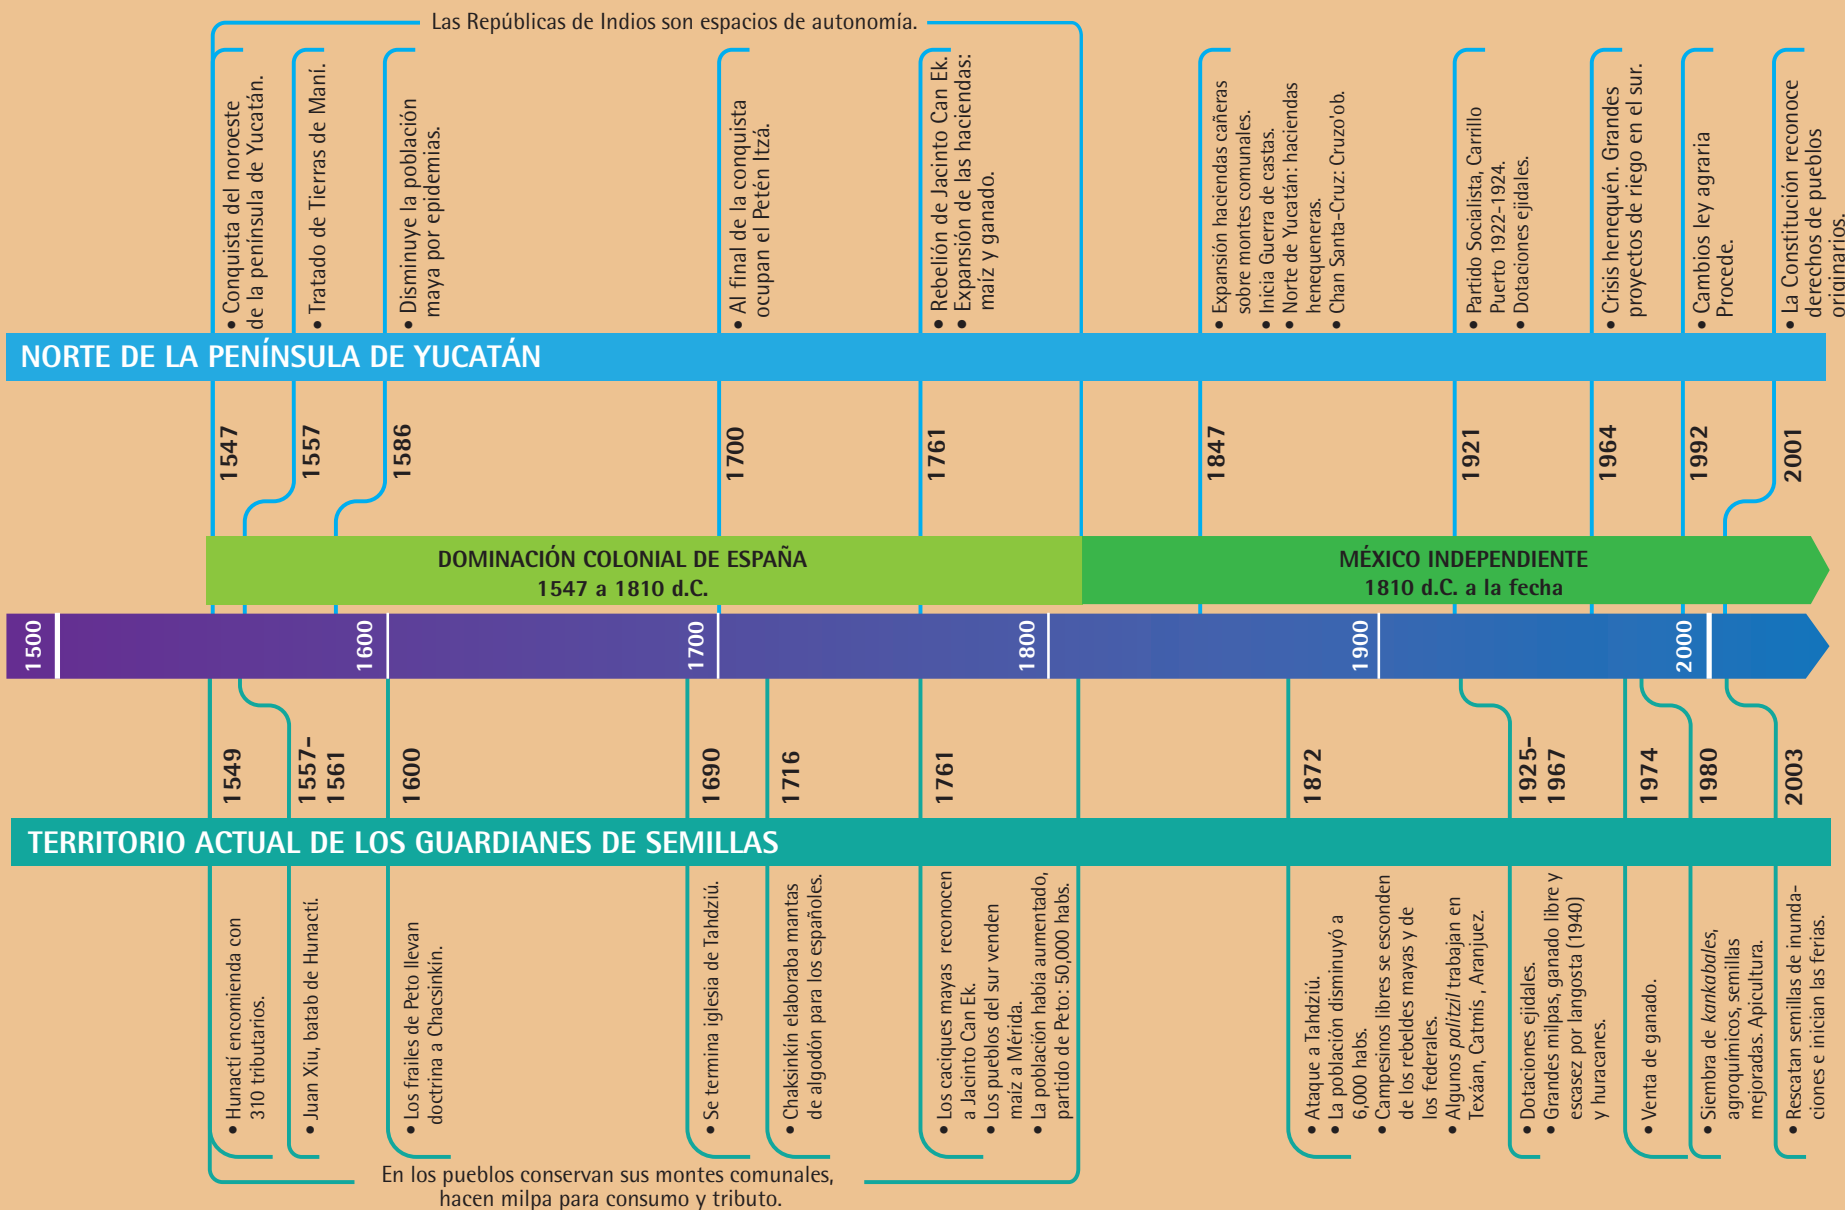 Las Repúblicas de Indios son espacios de autonomía.
• Conquista del noroeste
de la península de Yucatán.
• Tratado de Tierras de Maní.
• Disminuye la población
maya por epidemias.
• Al final de la conquista
ocupan el Petén Itzá.
• Rebelión de Jacinto Can Ek.
• Expansión de las haciendas:
maíz y ganado.
• Expansión haciendas cañeras
sobre montes comunales.
• Inicia Guerra de castas.
• Norte de Yucatán: haciendas
henequeneras.
• Chan Santa-Cruz: Cruzo'ob.
• Partido Socialista, Carrillo
Puerto 1922-1924.
• Dotaciones ejidales.
• Crisis henequén. Grandes
proyectos de riego en el sur.
• Cambios ley agraria
Procede.
• La Constitución reconoce
derechos de pueblos
originarios.
NORTE DE LA PENÍNSULA DE YUCATÁN
1547
1557
1586
1700
1761
1847
1921
1964
1992
2001
DOMINACIÓN COLONIAL DE ESPAÑA
1547 a 1810 d.C.
MÉXICO INDEPENDIENTE
1810 d.C. a la fecha
1500
1600
1700
1800
1900
2000
1549
1557-
1561
1600
1690
1716
1761
1872
1925-
1967
1974
1980
2003
TERRITORIO ACTUAL DE LOS GUARDIANES DE SEMILLAS
• Hunactí encomienda con
310 tributarios.
• Juan Xiu, batab de Hunactí.
• Los frailes de Peto llevan
doctrina a Chacsinkín.
• Se termina iglesia de Tahdziú.
• Chaksinkín elaboraba mantas
de algodón para los españoles.
• Los caciques mayas reconocen
a Jacinto Can Ek.
• Los pueblos del sur venden
maíz a Mérida.
• La población había aumentado,
partido de Peto: 50,000 habs.
• Ataque a Tahdziú.
• La población disminuyó a
6,000 habs.
• Campesinos libres se esconden
de los rebeldes mayas y de
los federales.
• Algunos palitzil trabajan en
Texáan, Catmís , Aranjuez.
• Dotaciones ejidales.
• Grandes milpas, ganado libre y
escasez por langosta (1940)
y huracanes.
• Venta de ganado.
• Siembra de kankabales,
agroquímicos, semillas
mejoradas. Apicultura.
• Rescatan semillas de inunda-
ciones e inician las ferias.
En los pueblos conservan sus montes comunales,
hacen milpa para consumo y tributo.